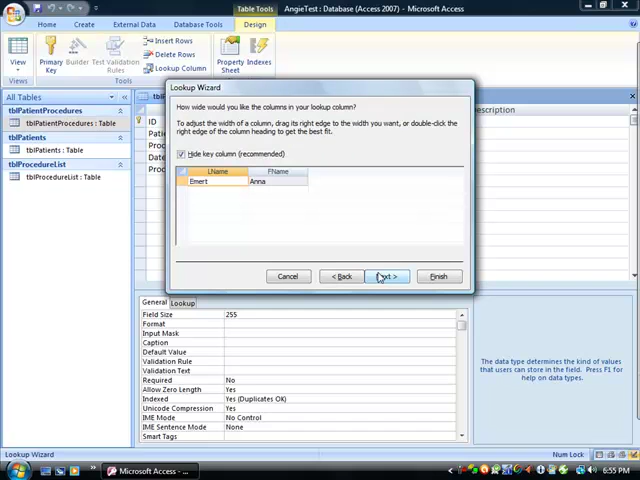 Table Tools
AngieTest : Database (Access 2007) -
Home
Create
External Data
Database Tools
Design
View
Primary Key
Builder
Test Validation Rules
Insert Rows
Delete Rows
Lookup Column
Property Sheet
Indexes
Views
Tools
All Tables
tblPatientProcedures
tblPatientProcedures : Table
tblPatients
tblPatients : Table
tblProcedureList
tblProcedureList : Table
ID
Lookup Wizard
How wide would you like the columns in your lookup column?
To adjust the width of a column, drag its right edge to the width you want, or double-click the
right edge of the column heading to get the best fit.
Hide key column (recommended)
LName FName
Emert Anna
Cancel
< Back
Finish
General Lookup
Field Size 255
Format
Input Mask
Caption
Default Value
Validation Rule
Validation Text
Required No
Allow Zero Length Yes
Indexed Yes (Duplicates OK)
Unicode Compression Yes
IME Mode No Control
IME Sentence Mode None
Smart Tags
The data type determines the kind of values
that users can store in the field. Press F1 for
help on data types.
Lookup Wizard
Num Lock
Microsoft Access - ...
6:55 PM